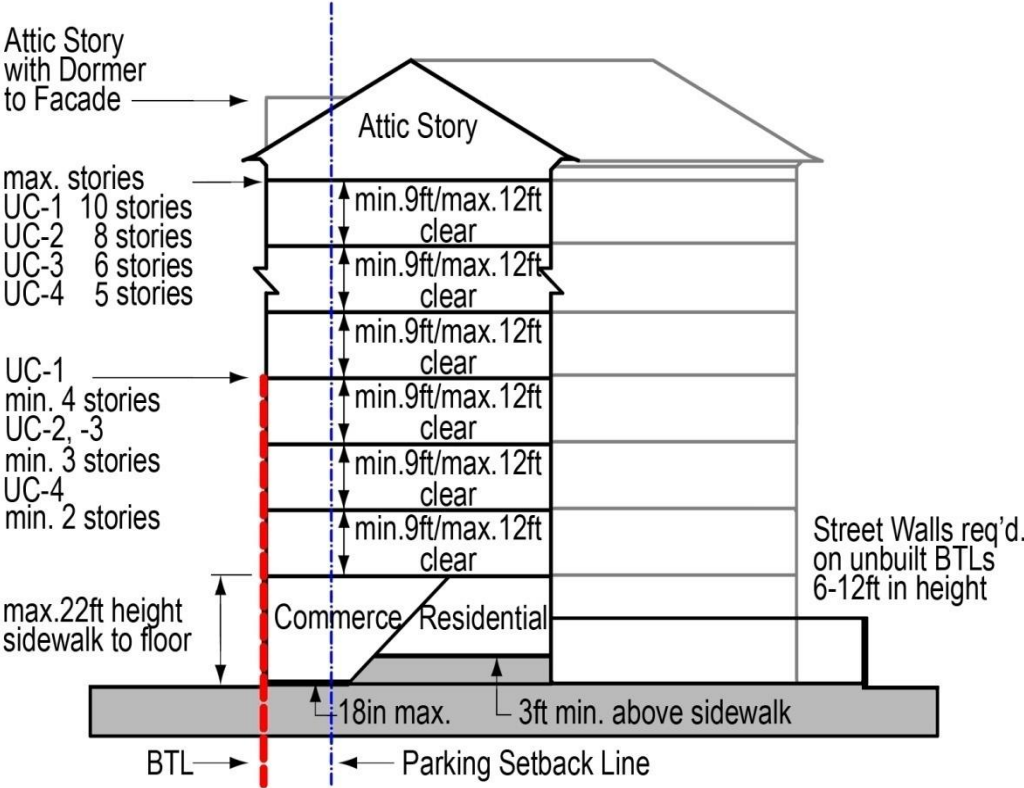 Attic Story
with Dormer
to Facade
Attic Story
max. stories
UC-1 10 stories
UC-2 8 stories
UC-3 6 stories
UC-4 5 stories
min.9ft/max.12ft
clear
min.9ft/max.12ft
clear
min.9ft/max.12ft
clear
min.9ft/max.12ft
clear
min.9ft/max.12ft
clear
min.9ft/max.12ft
clear
UC-1
min. 4 stories
UC-2, -3
min. 3 stories
UC-4
min. 2 stories
Street Walls req'd.
on unbuilt BTLs
6-12ft in height
max.22ft height
sidewalk to floor
Commerce
Residential
18in max.
3ft min. above sidewalk
BTL
Parking Setback Line